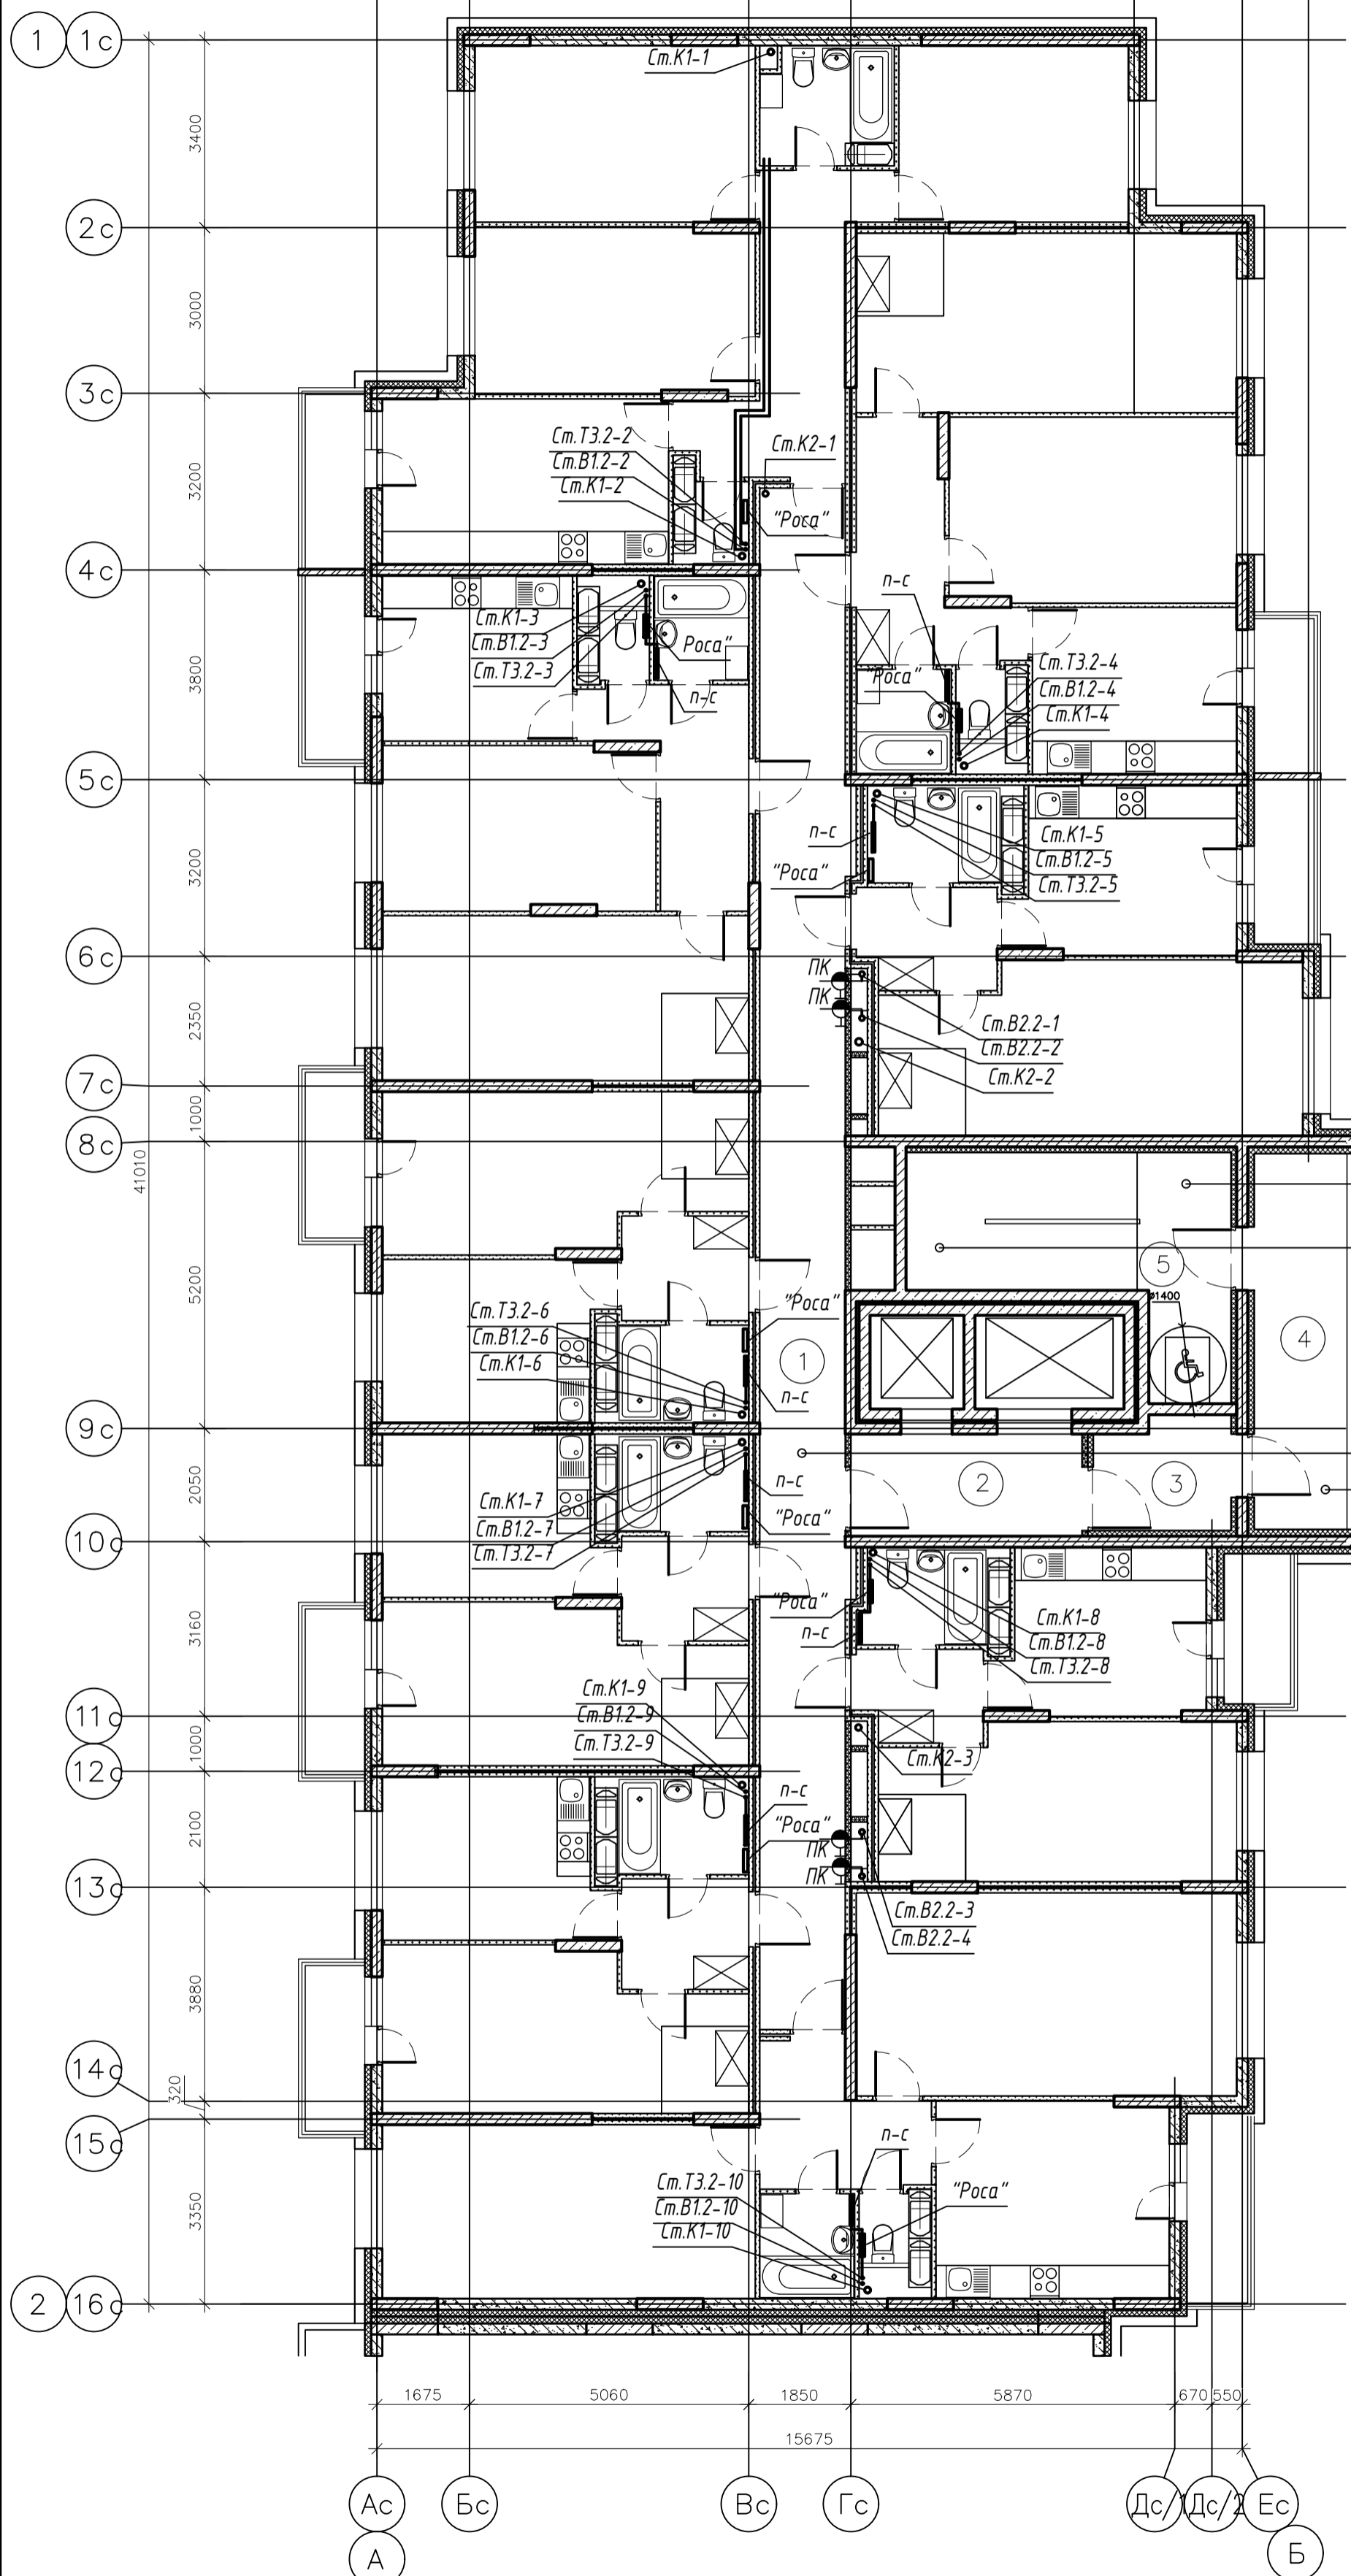 1
1с
Ст.К1-1
3400
2с
3000
3с
Ст.Т3.2-2
Ст.В1.2-2
Ст.К1-2
Ст.К2-1
"Роса"
3200
4с
п-с
Ст.К1-3
Ст.В1.2-3
Ст.Т3.2-3
Роса"
п-с
3800
"Роса"
Ст.Т3.2-4
Ст.В1.2-4
Ст.К1-4
5с
п-с
"Роса"
Ст.К1-5
Ст.В1.2-5
Ст.Т3.2-5
3200
6с
ПК
ПК
Ст.В2.2-1
Ст.В2.2-2
Ст.К2-2
2350
7с
1000
8с
41010
5200
5
ø1400
4
Ст.Т3.2-6
Ст.В1.2-6
Ст.К1-6
"Роса"
1
п-с
9с
2
3
2050
Ст.К1-7
Ст.В1.2-7
Ст.Т3.2-7
п-с
"Роса"
10с
"Роса"
п-с
Ст.К1-8
Ст.В1.2-8
Ст.Т3.2-8
3160
Ст.К1-9
Ст.В1.2-9
Ст.Т3.2-9
11с
1000
12с
Ст.К2-3
п-с
"Роса"
2100
ПК
ПК
13с
Ст.В2.2-3
Ст.В2.2-4
3880
14с
320
15с
п-с
Ст.Т3.2-10
Ст.В1.2-10
Ст.К1-10
"Роса"
3350
2
16с
1675
5060
1850
5870
670
550
15675
Ас
Бс
Вс
Гс
Дс/1
Дс/2
Ес
А
Б